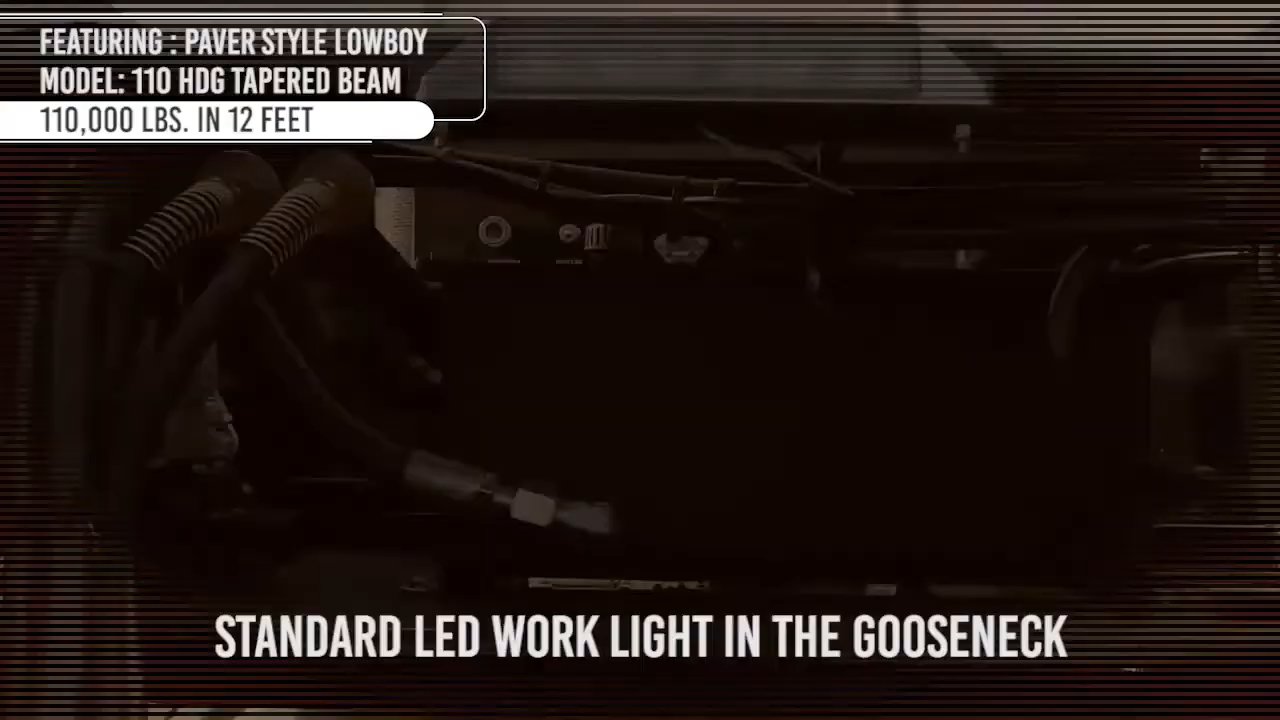 FEATURING : PAVER STYLE LOWBOY
MODEL: 110 HDG TAPERED BEAM
110,000 LBS. IN 12 FEET
STANDARD LED WORK LIGHT IN THE GOOSENECK